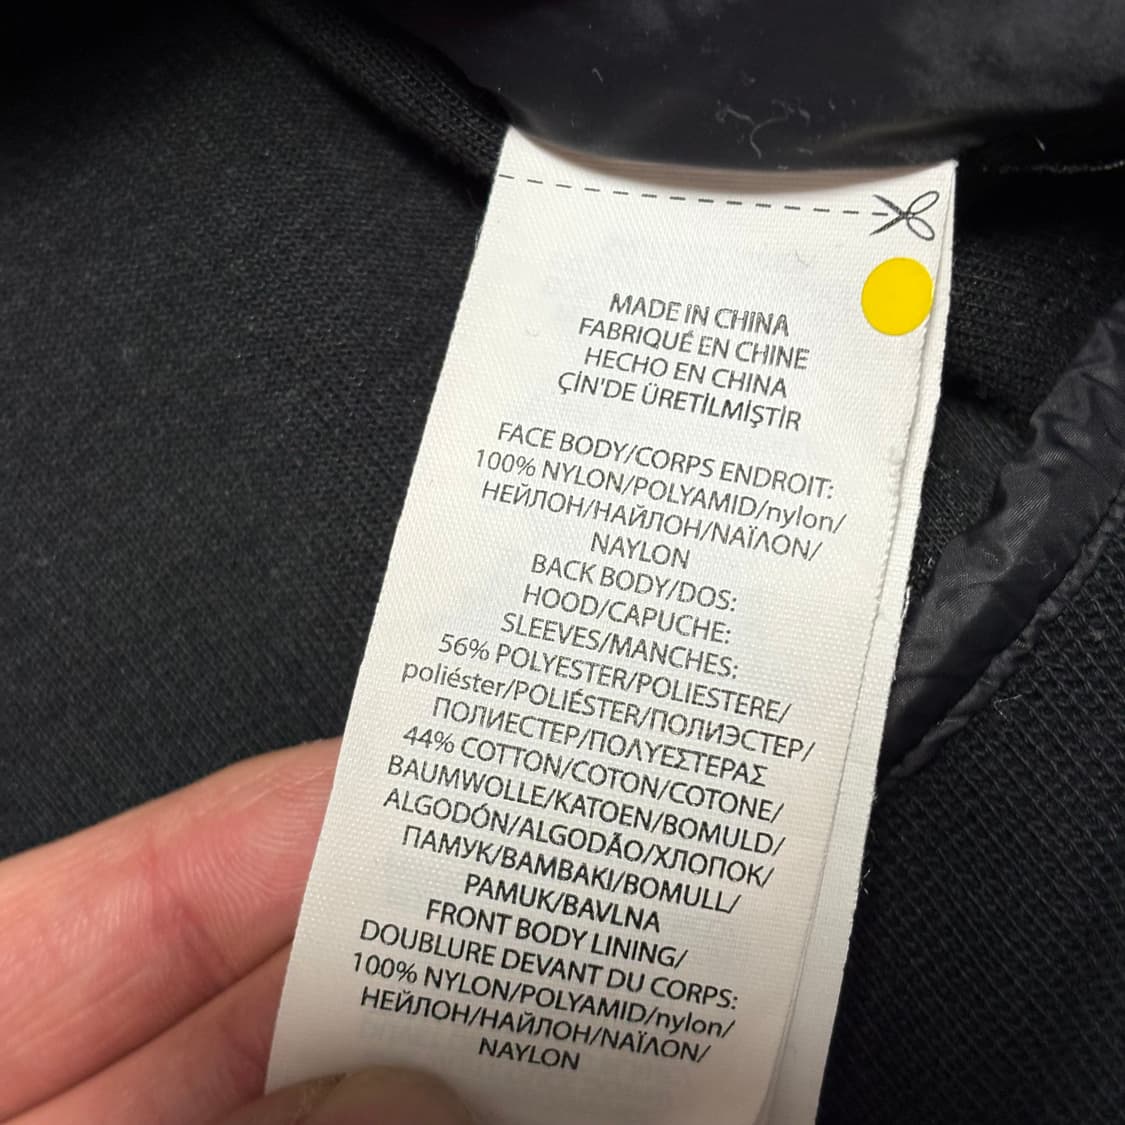 MADE IN CHINA
FABRIQUÉ EN CHINE
HECHO EN CHINA
ÇİN'DE ÜRETİLMİŞTİR
FACE BODY/CORPS ENDROIT:
100% NYLON/POLYAMID/nylon/
НЕЙЛОН/НАЙЛОН/ΝΑΪΛΟΝ/
NAYLON
BACK BODY/DOS:
HOOD/CAPUCHE:
SLEEVES/MANCHES:
56% POLYESTER/POLIESTERE/
poliéster/POLIÉSTER/ПОЛИЭСТЕР/
ПОЛИЕСТЕР/ΠΟΛΥΕΣΤΕΡΑΣ
44% COTTON/COTON/COTONE/
BAUMWOLLE/KATOEN/BOMULD/
ALGODÓN/ALGODÃO/ХЛОПОК/
ПАМУК/BAMBAKI/BOMULL/
PAMUK/BAVLNA
FRONT BODY LINING/
DOUBLURE DEVANT DU CORPS:
100% NYLON/POLYAMID/nylon/
НЕЙЛОН/НАЙЛОН/ΝΑΪΛΟΝ/
NAYLON